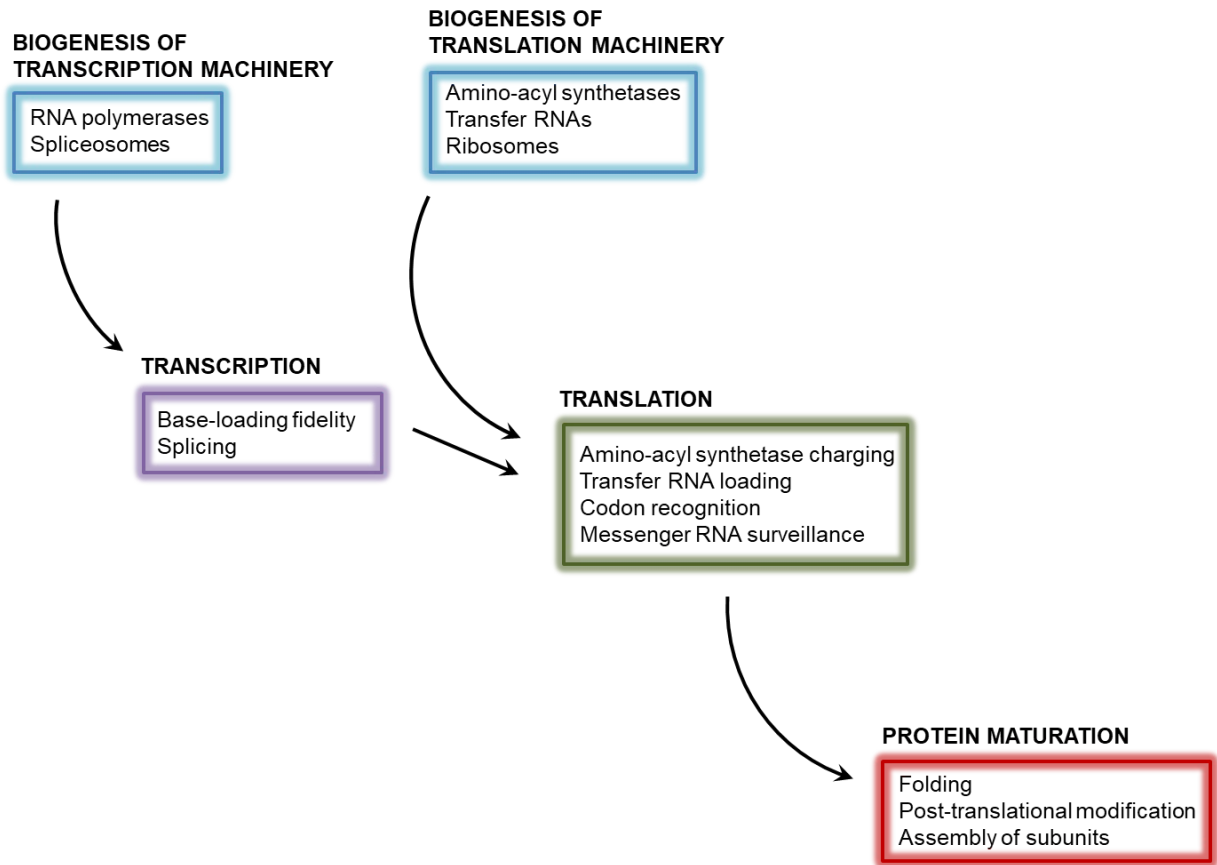 BIOGENESIS OF
TRANSCRIPTION MACHINERY
RNA polymerases
Spliceosomes
BIOGENESIS OF
TRANSLATION MACHINERY
Amino-acyl synthetases
Transfer RNAs
Ribosomes
TRANSCRIPTION
Base-loading fidelity
Splicing
TRANSLATION
Amino-acyl synthetase charging
Transfer RNA loading
Codon recognition
Messenger RNA surveillance
PROTEIN MATURATION
Folding
Post-translational modification
Assembly of subunits